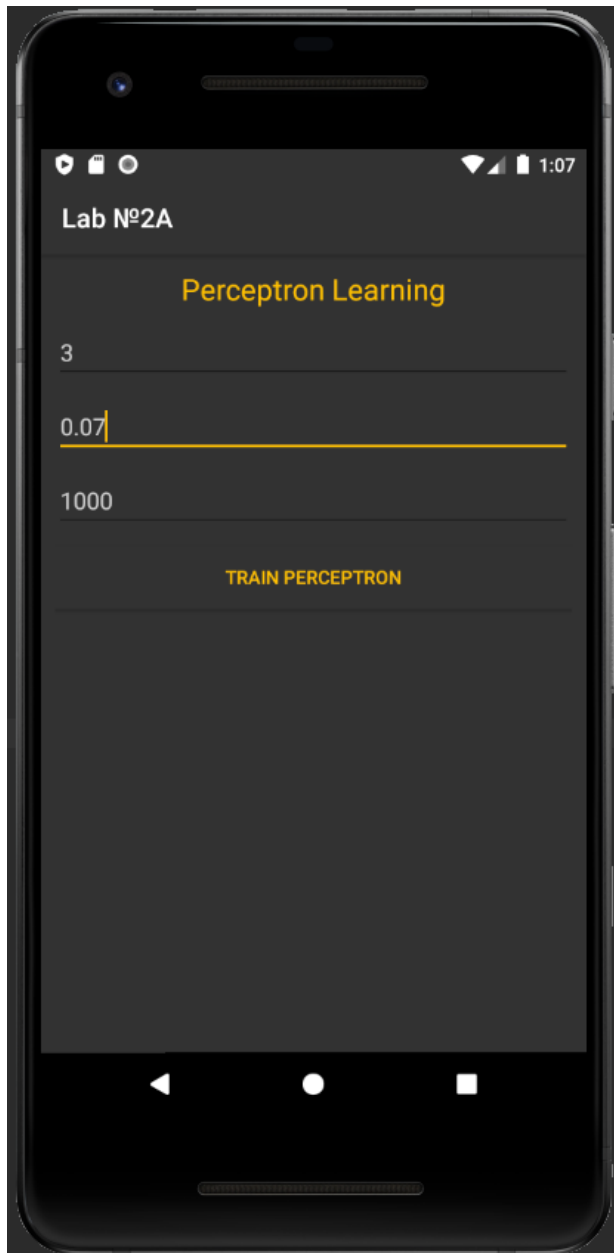 1:07
Lab №2A
Perceptron Learning
3
0.07
1000
TRAIN PERCEPTRON